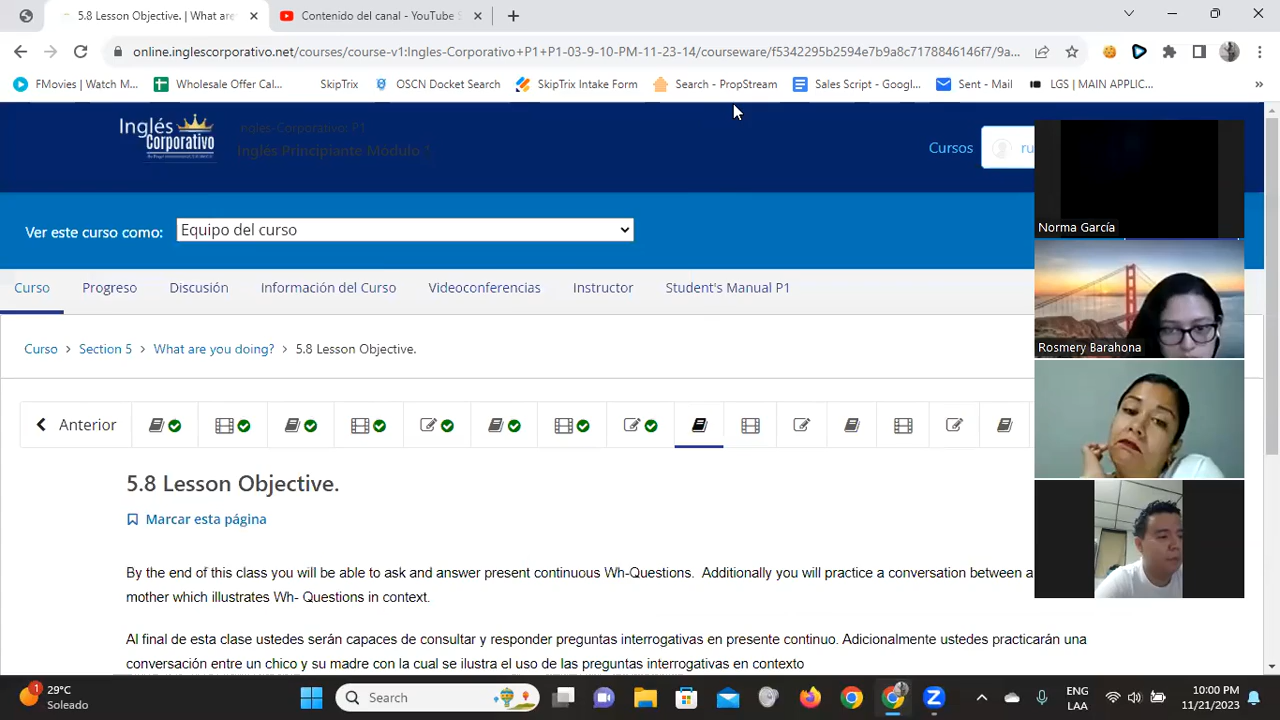 5.8 Lesson Objective. | What are
Contenido del canal - YouTube S
online.inglescorporativo.net/courses/course-v1:Ingles-Corporativo+P1+P1-03-9-10-PM-11-23-14/courseware/f5342295b2594e7b9a8c7178846146f7/9a...
FMovies | Watch M...
Wholesale Offer Cal...
SkipTrix
OSCN Docket Search
SkipTrix Intake Form
Search - PropStream
Sales Script - Googl...
Sent - Mail
LGS | MAIN APPLIC...
»
Inglés
Corporativo
Ingles-Corporativo: P1
Inglés Principiante Módulo 1
Cursos
ru
Ver este curso como:
Equipo del curso
Norma García
Curso
Progreso
Discusión
Información del Curso
Videoconferencias
Instructor
Student's Manual P1
Rosmery Barahona
Curso > Section 5 > What are you doing? > 5.8 Lesson Objective.
Anterior
5.8 Lesson Objective.
Marcar esta página
By the end of this class you will be able to ask and answer present continuous Wh-Questions. Additionally you will practice a conversation between a
mother which illustrates Wh- Questions in context.
Al final de esta clase ustedes serán capaces de consultar y responder preguntas interrogativas en presente continuo. Adicionalmente ustedes practicarán una
conversación entre un chico y su madre con la cual se ilustra el uso de las preguntas interrogativas en contexto
1
29°C
Soleado
Search
ENG
LAA
10:00 PM
11/21/2023